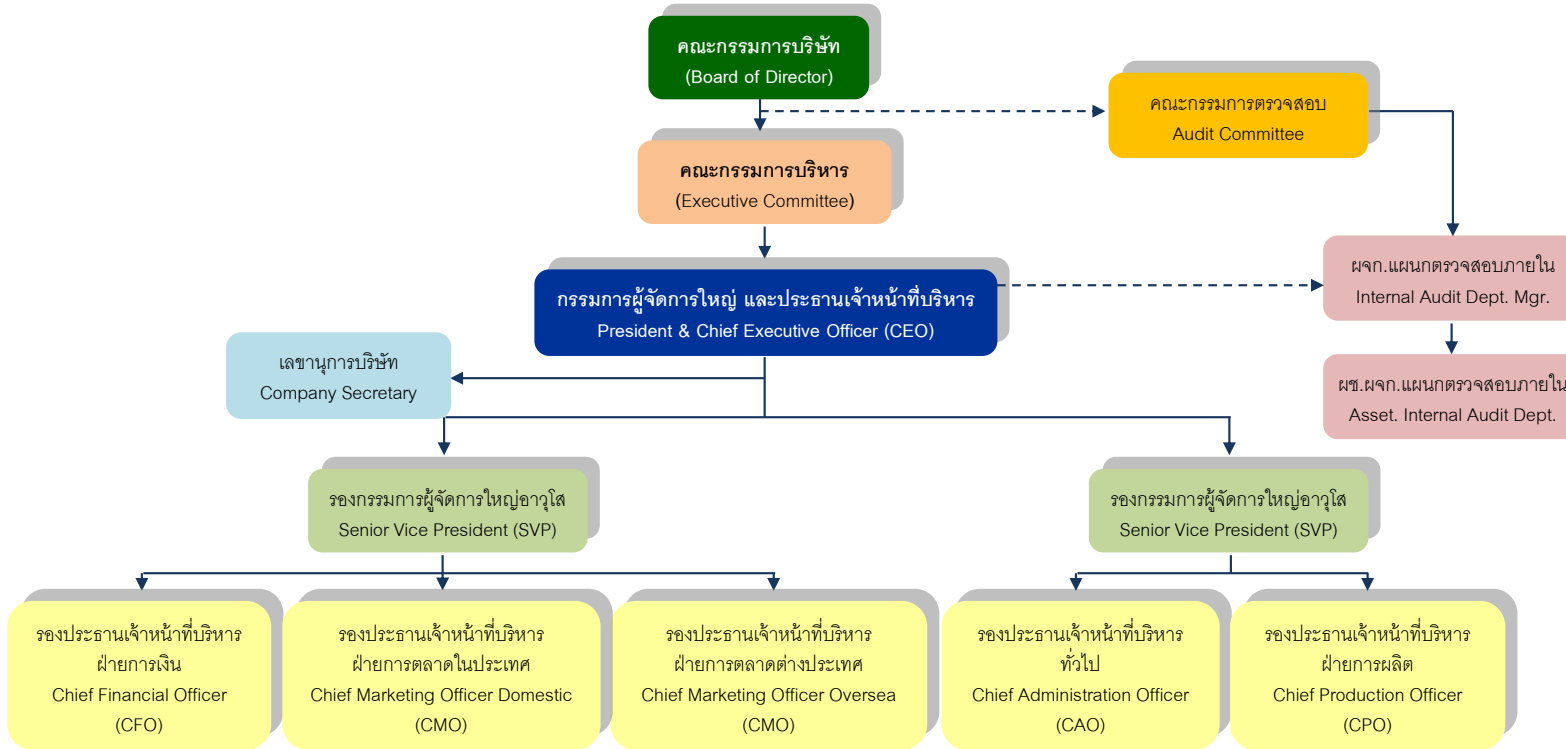 คณะกรรมการบริษัท
(Board of Director)
คณะกรรมการตรวจสอบ
Audit Committee
คณะกรรมการบริหาร
(Executive Committee)
กรรมการผู้จัดการใหญ่ และประธานเจ้าหน้าที่บริหาร
President & Chief Executive Officer (CEO)
ผจก.แผนกตรวจสอบภายใน
Internal Audit Dept. Mgr.
เลขานุการบริษัท
Company Secretary
ผช.ผจก.แผนกตรวจสอบภายใน
Asset. Internal Audit Dept.
รองกรรมการผู้จัดการใหญ่อาวุโส
Senior Vice President (SVP)
รองกรรมการผู้จัดการใหญ่อาวุโส
Senior Vice President (SVP)
รองประธานเจ้าหน้าที่บริหาร
ฝ่ายการเงิน
Chief Financial Officer
(CFO)
รองประธานเจ้าหน้าที่บริหาร
ฝ่ายการตลาดในประเทศ
Chief Marketing Officer Domestic
(CMO)
รองประธานเจ้าหน้าที่บริหาร
ฝ่ายการตลาดต่างประเทศ
Chief Marketing Officer Oversea
(CMO)
รองประธานเจ้าหน้าที่บริหาร
ทั่วไป
Chief Administration Officer
(CAO)
รองประธานเจ้าหน้าที่บริหาร
ฝ่ายการผลิต
Chief Production Officer
(CPO)